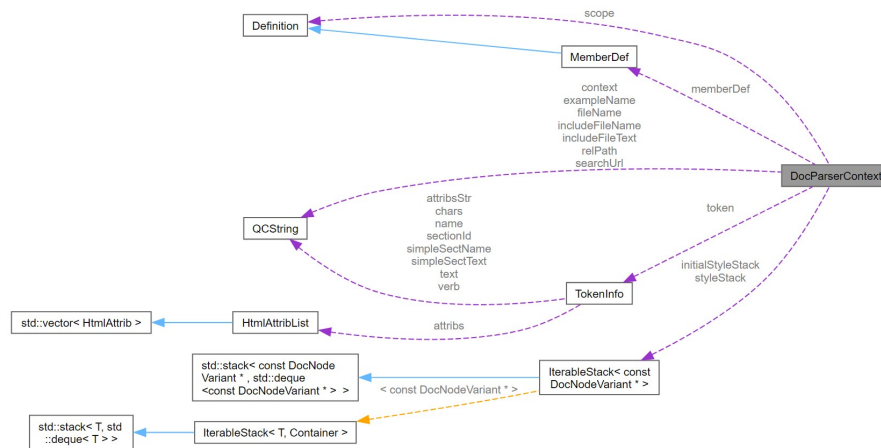 scope
Definition
MemberDef
memberDef
context
exampleName
fileName
includeFileName
includeFileText
relPath
searchUrl
DocParserContext
attribsStr
chars
name
sectionId
simpleSectName
simpleSectText
text
verb
QCString
token
TokenInfo
initialStyleStack
styleStack
std::vector< HtmlAttrib >
HtmlAttribList
attribs
std::stack< const DocNode
Variant * , std::deque
<const DocNodeVariant * > >
< const DocNodeVariant * >
IterableStack< const
DocNodeVariant * >
std::stack< T, std
::deque< T > >
IterableStack< T, Container >